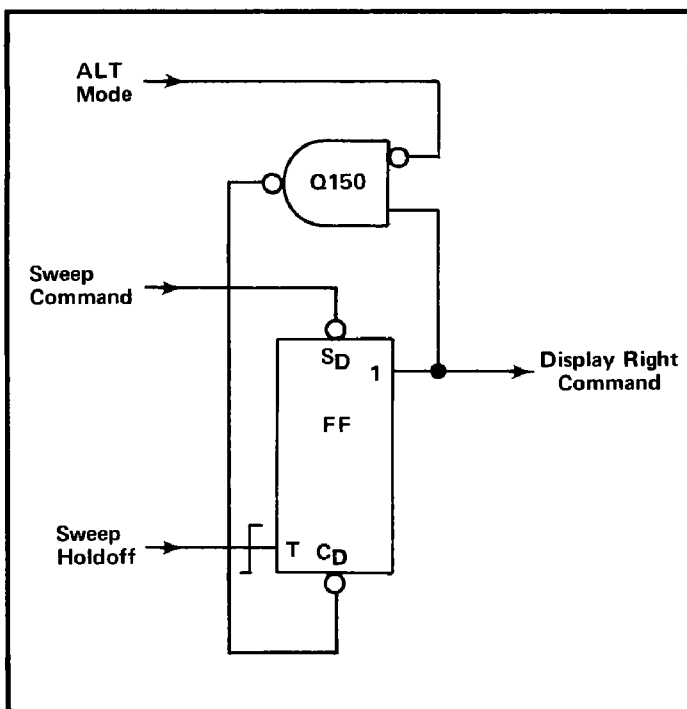 ALT
Mode
Q150
Sweep
Command
SD
1
Display Right
Command
FF
Sweep
Holdoff
T
CD